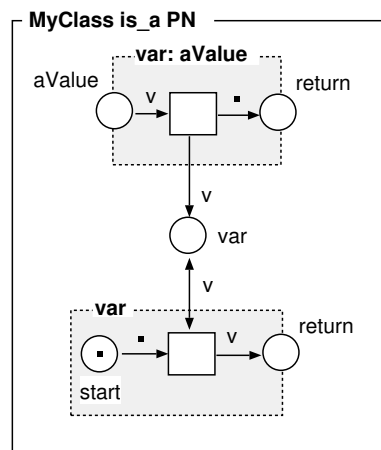 MyClass is_a PN
var: aValue
aValue
return
v
v
var
v
var
return
v
start